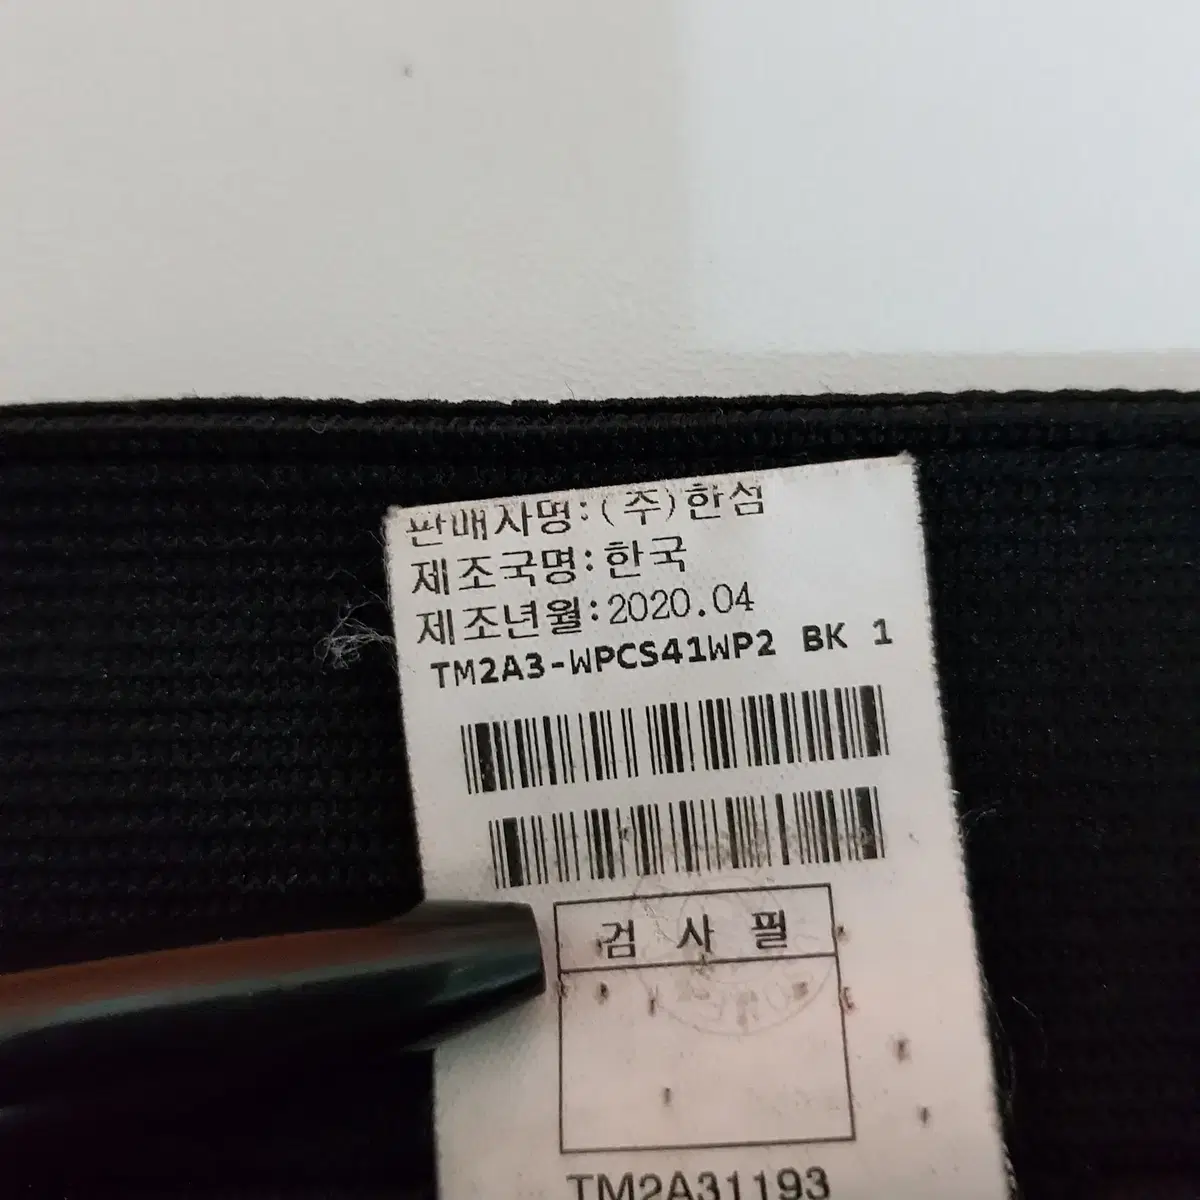 판매자명:(주)한섬
제조국명:한국
제조년월:2020.04
TM2A3-WPCS41WP2 BK 1
검 사 필
TM2A31193